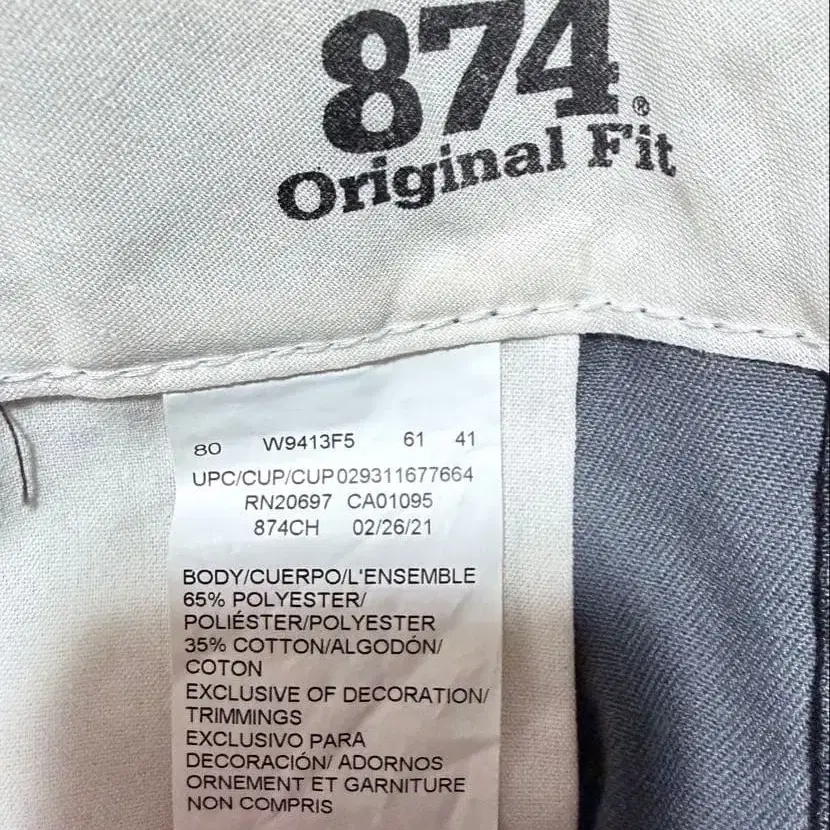 874®
Original Fit
80 W9413F5 61 41
UPC/CUP/CUP029311677664
RN20697 CA01095
874CH 02/26/21
BODY/CUERPO/L'ENSEMBLE
65% POLYESTER/
POLIÉSTER/POLYESTER
35% COTTON/ALGODÓN/
COTON
EXCLUSIVE OF DECORATION/
TRIMMINGS
EXCLUSIVO PARA
DECORACIÓN/ ADORNOS
ORNEMENT ET GARNITURE
NON COMPRIS